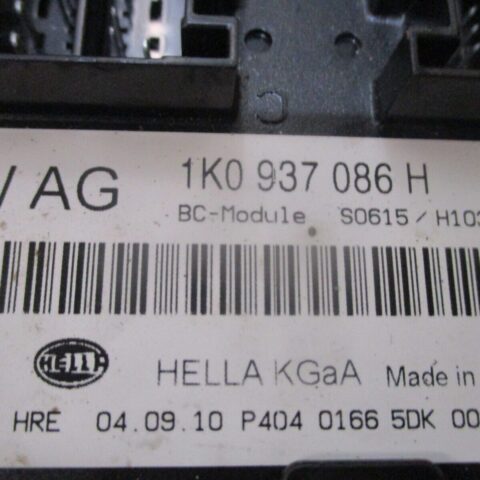 AG 1K0 937 086 H
BC-Module S0615 / H103
HELLA HELLA KGaA Made in
HRE 04.09.10 P404 0166 5DK 00